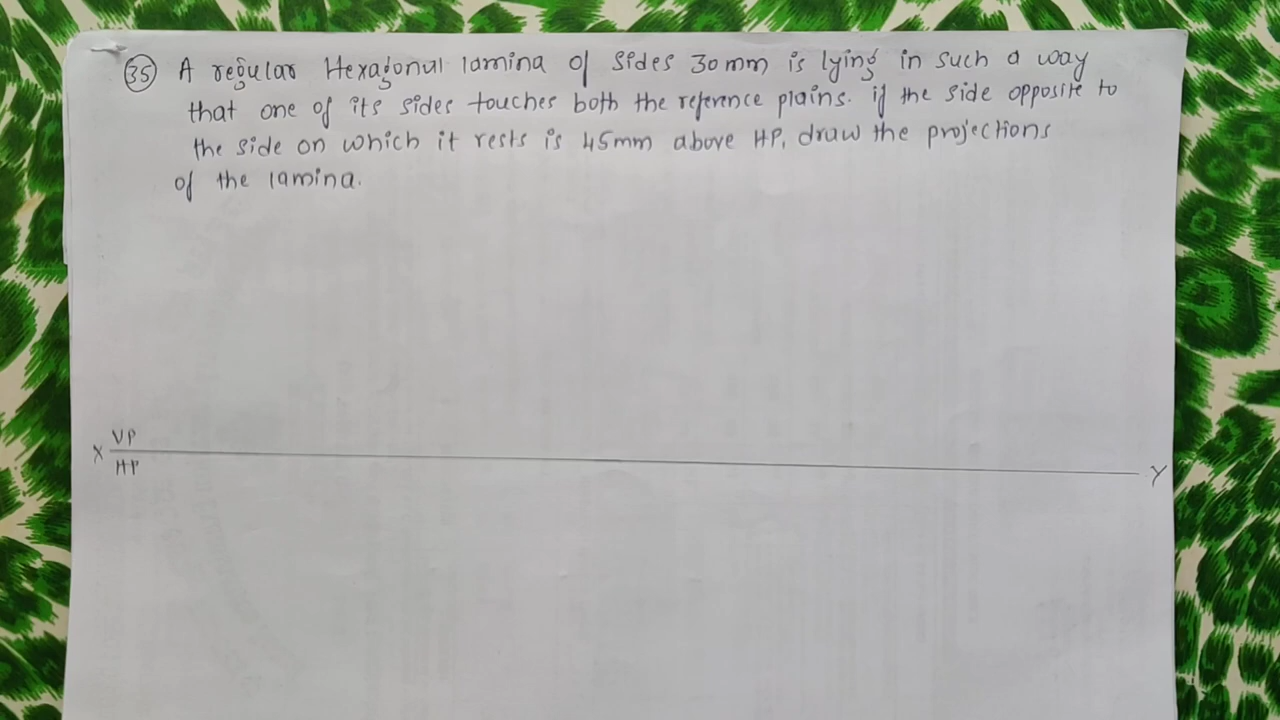 35 A regular Hexagonal lamina of sides 30mm is lying in such a way
that one of its sides touches both the reference plains. if the side opposite to
the side on which it rests is 45mm above HP, draw the projections
of the lamina.
VP
X Y
HP